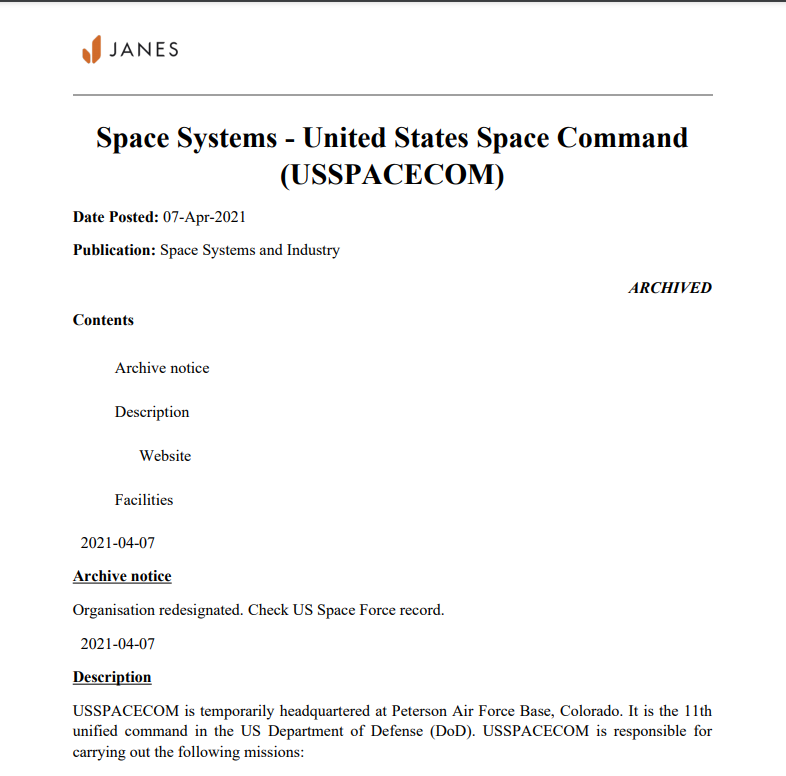 JANES
Space Systems - United States Space Command
(USSPACECOM)
Date Posted: 07-Apr-2021
Publication: Space Systems and Industry
ARCHIVED
Contents
Archive notice
Description
Website
Facilities
2021-04-07
Archive notice
Organisation redesignated. Check US Space Force record.
2021-04-07
Description
USSPACECOM is temporarily headquartered at Peterson Air Force Base, Colorado. It is the 11th
unified command in the US Department of Defense (DoD). USSPACECOM is responsible for
carrying out the following missions: